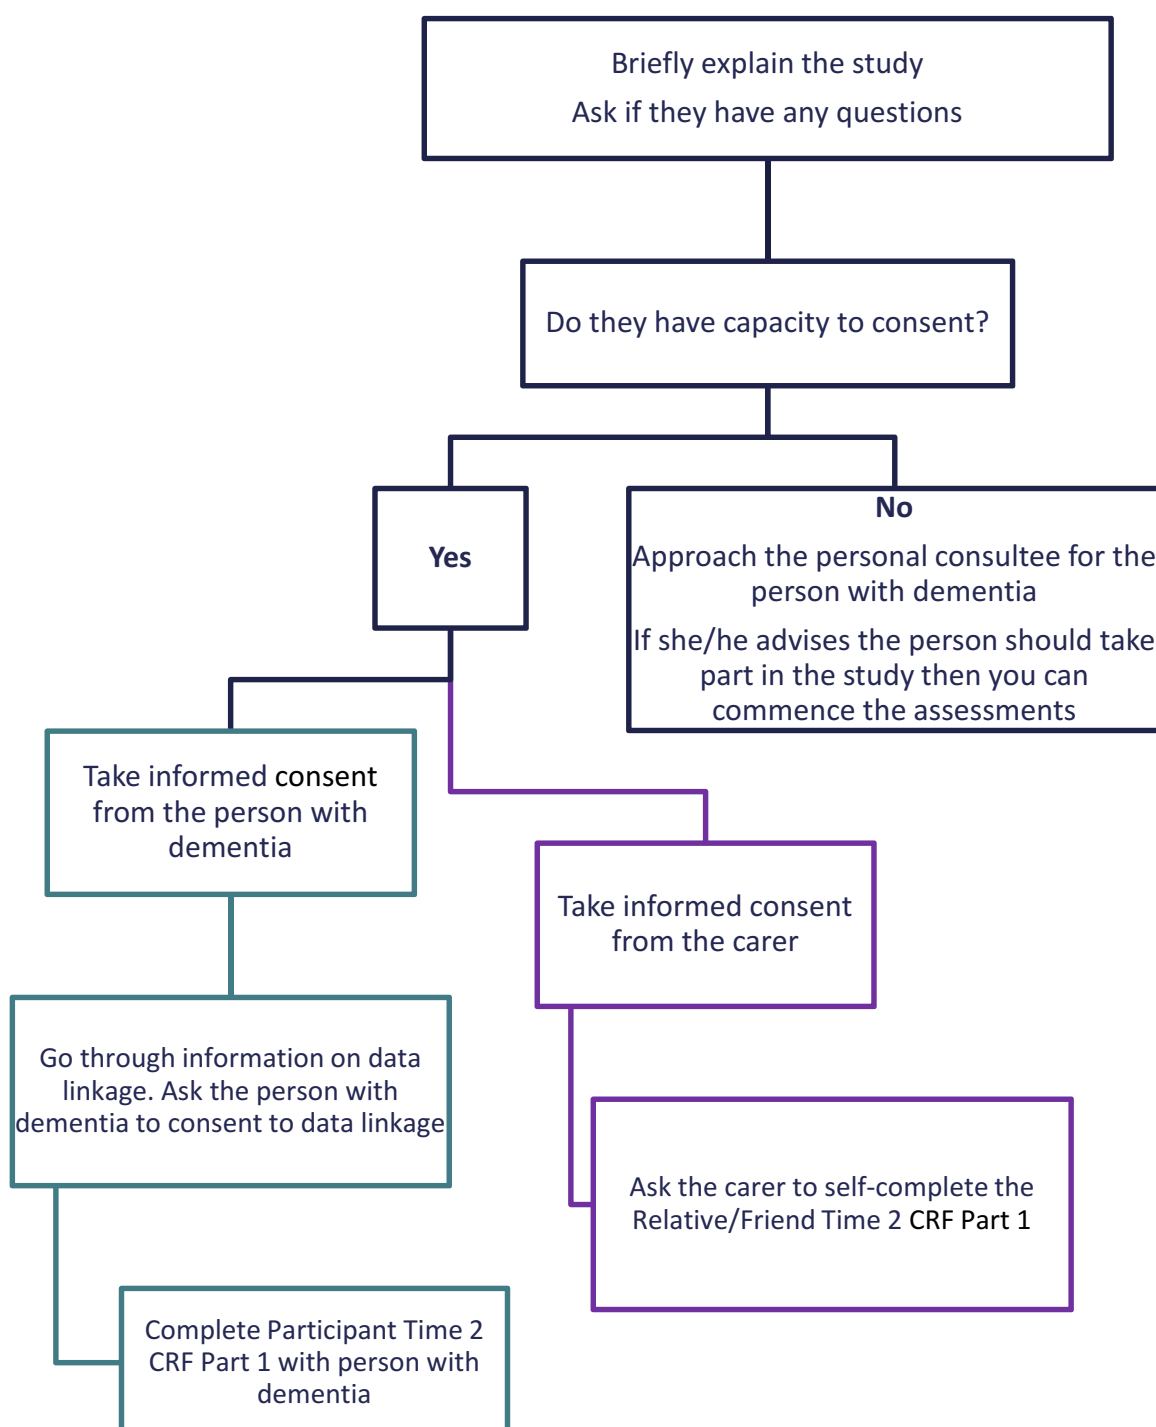 Briefly explain the study
Ask if they have any questions
Do they have capacity to consent?
Yes
No
Approach the personal consultee for the
person with dementia
If she/he advises the person should take
part in the study then you can
commence the assessments
Take informed consent
from the person with
dementia
Take informed consent
from the carer
Go through information on data
linkage. Ask the person with
dementia to consent to data linkage
Ask the carer to self-complete the
Relative/Friend Time 2 CRF Part 1
Complete Participant Time 2
CRF Part 1 with person with
dementia